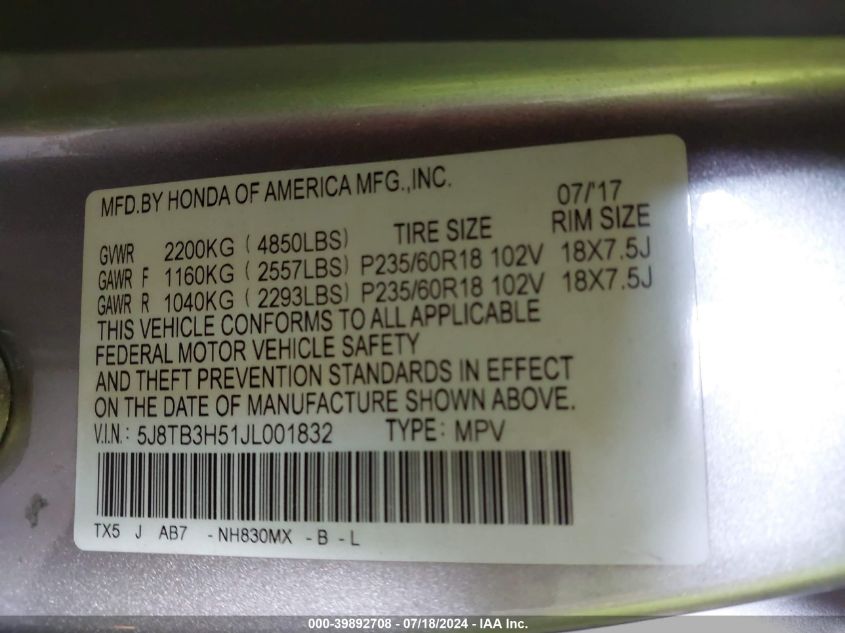 MFD.BY HONDA OF AMERICA MFG.,INC. 07/'17
GVWR 2200KG ( 4850LBS) TIRE SIZE RIM SIZE
GAWR F 1160KG ( 2557LBS) P235/60R18 102V 18X7.5J
GAWR R 1040KG ( 2293LBS) P235/60R18 102V 18X7.5J
THIS VEHICLE CONFORMS TO ALL APPLICABLE
FEDERAL MOTOR VEHICLE SAFETY
AND THEFT PREVENTION STANDARDS IN EFFECT
ON THE DATE OF MANUFACTURE SHOWN ABOVE.
V.I.N.: 5J8TB3H51JL001832 TYPE: MPV
TX5 J AB7 -NH830MX -B -L
000-39892708 - 07/18/2024 - IAA Inc.